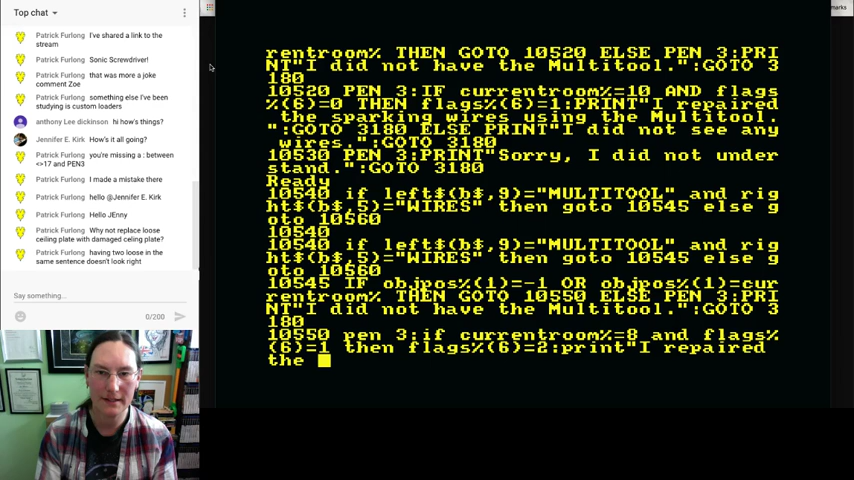 Top chat
Patrick Furlong I've shared a link to the
stream
Patrick Furlong Sonic Screwdriver!
Patrick Furlong that was more a joke
comment Zoe
Patrick Furlong something else I've been
studying is custom loaders
anthony Lee dickinson hi how's things?
Jennifer E. Kirk How's it all going?
Patrick Furlong you're missing a : between
<>17 and PEN3
Patrick Furlong I made a mistake there
Patrick Furlong hello @Jennifer E. Kirk
Patrick Furlong Hello JEnny
Patrick Furlong Why not replace loose
ceiling plate with damaged celing plate?
Patrick Furlong having two loose in the
same sentence doesn't look right
Say something...
0/200
marks
rentroom% THEN GOTO 10520 ELSE PEN 3:PRI
NT"I did not have the Multitool.":GOTO 3
180
10520 PEN 3:IF currentroom%=10 AND flags
%(6)=0 THEN flags%(6)=1:PRINT"I repaired
the sparking wires using the Multitool.
":GOTO 3180 ELSE PRINT"I did not see any
wires.":GOTO 3180
10530 PEN 3:PRINT"Sorry, I did not under
stand.":GOTO 3180
Ready
10540 if left$(b$,9)="MULTITOOL" and rig
ht$(b$,5)="WIRES" then goto 10545 else g
oto 10560
10540
10540 if left$(b$,9)="MULTITOOL" and rig
ht$(b$,5)="WIRES" then goto 10545 else g
oto 10560
10545 IF objpos%(1)=-1 OR objpos%(1)=cur
rentroom% THEN GOTO 10550 ELSE PEN 3:PRI
NT"I did not have the Multitool.":GOTO 3
180
10550 pen 3:if currentroom%=8 and flags%
(6)=1 then flags%(6)=2:print"I repaired
the